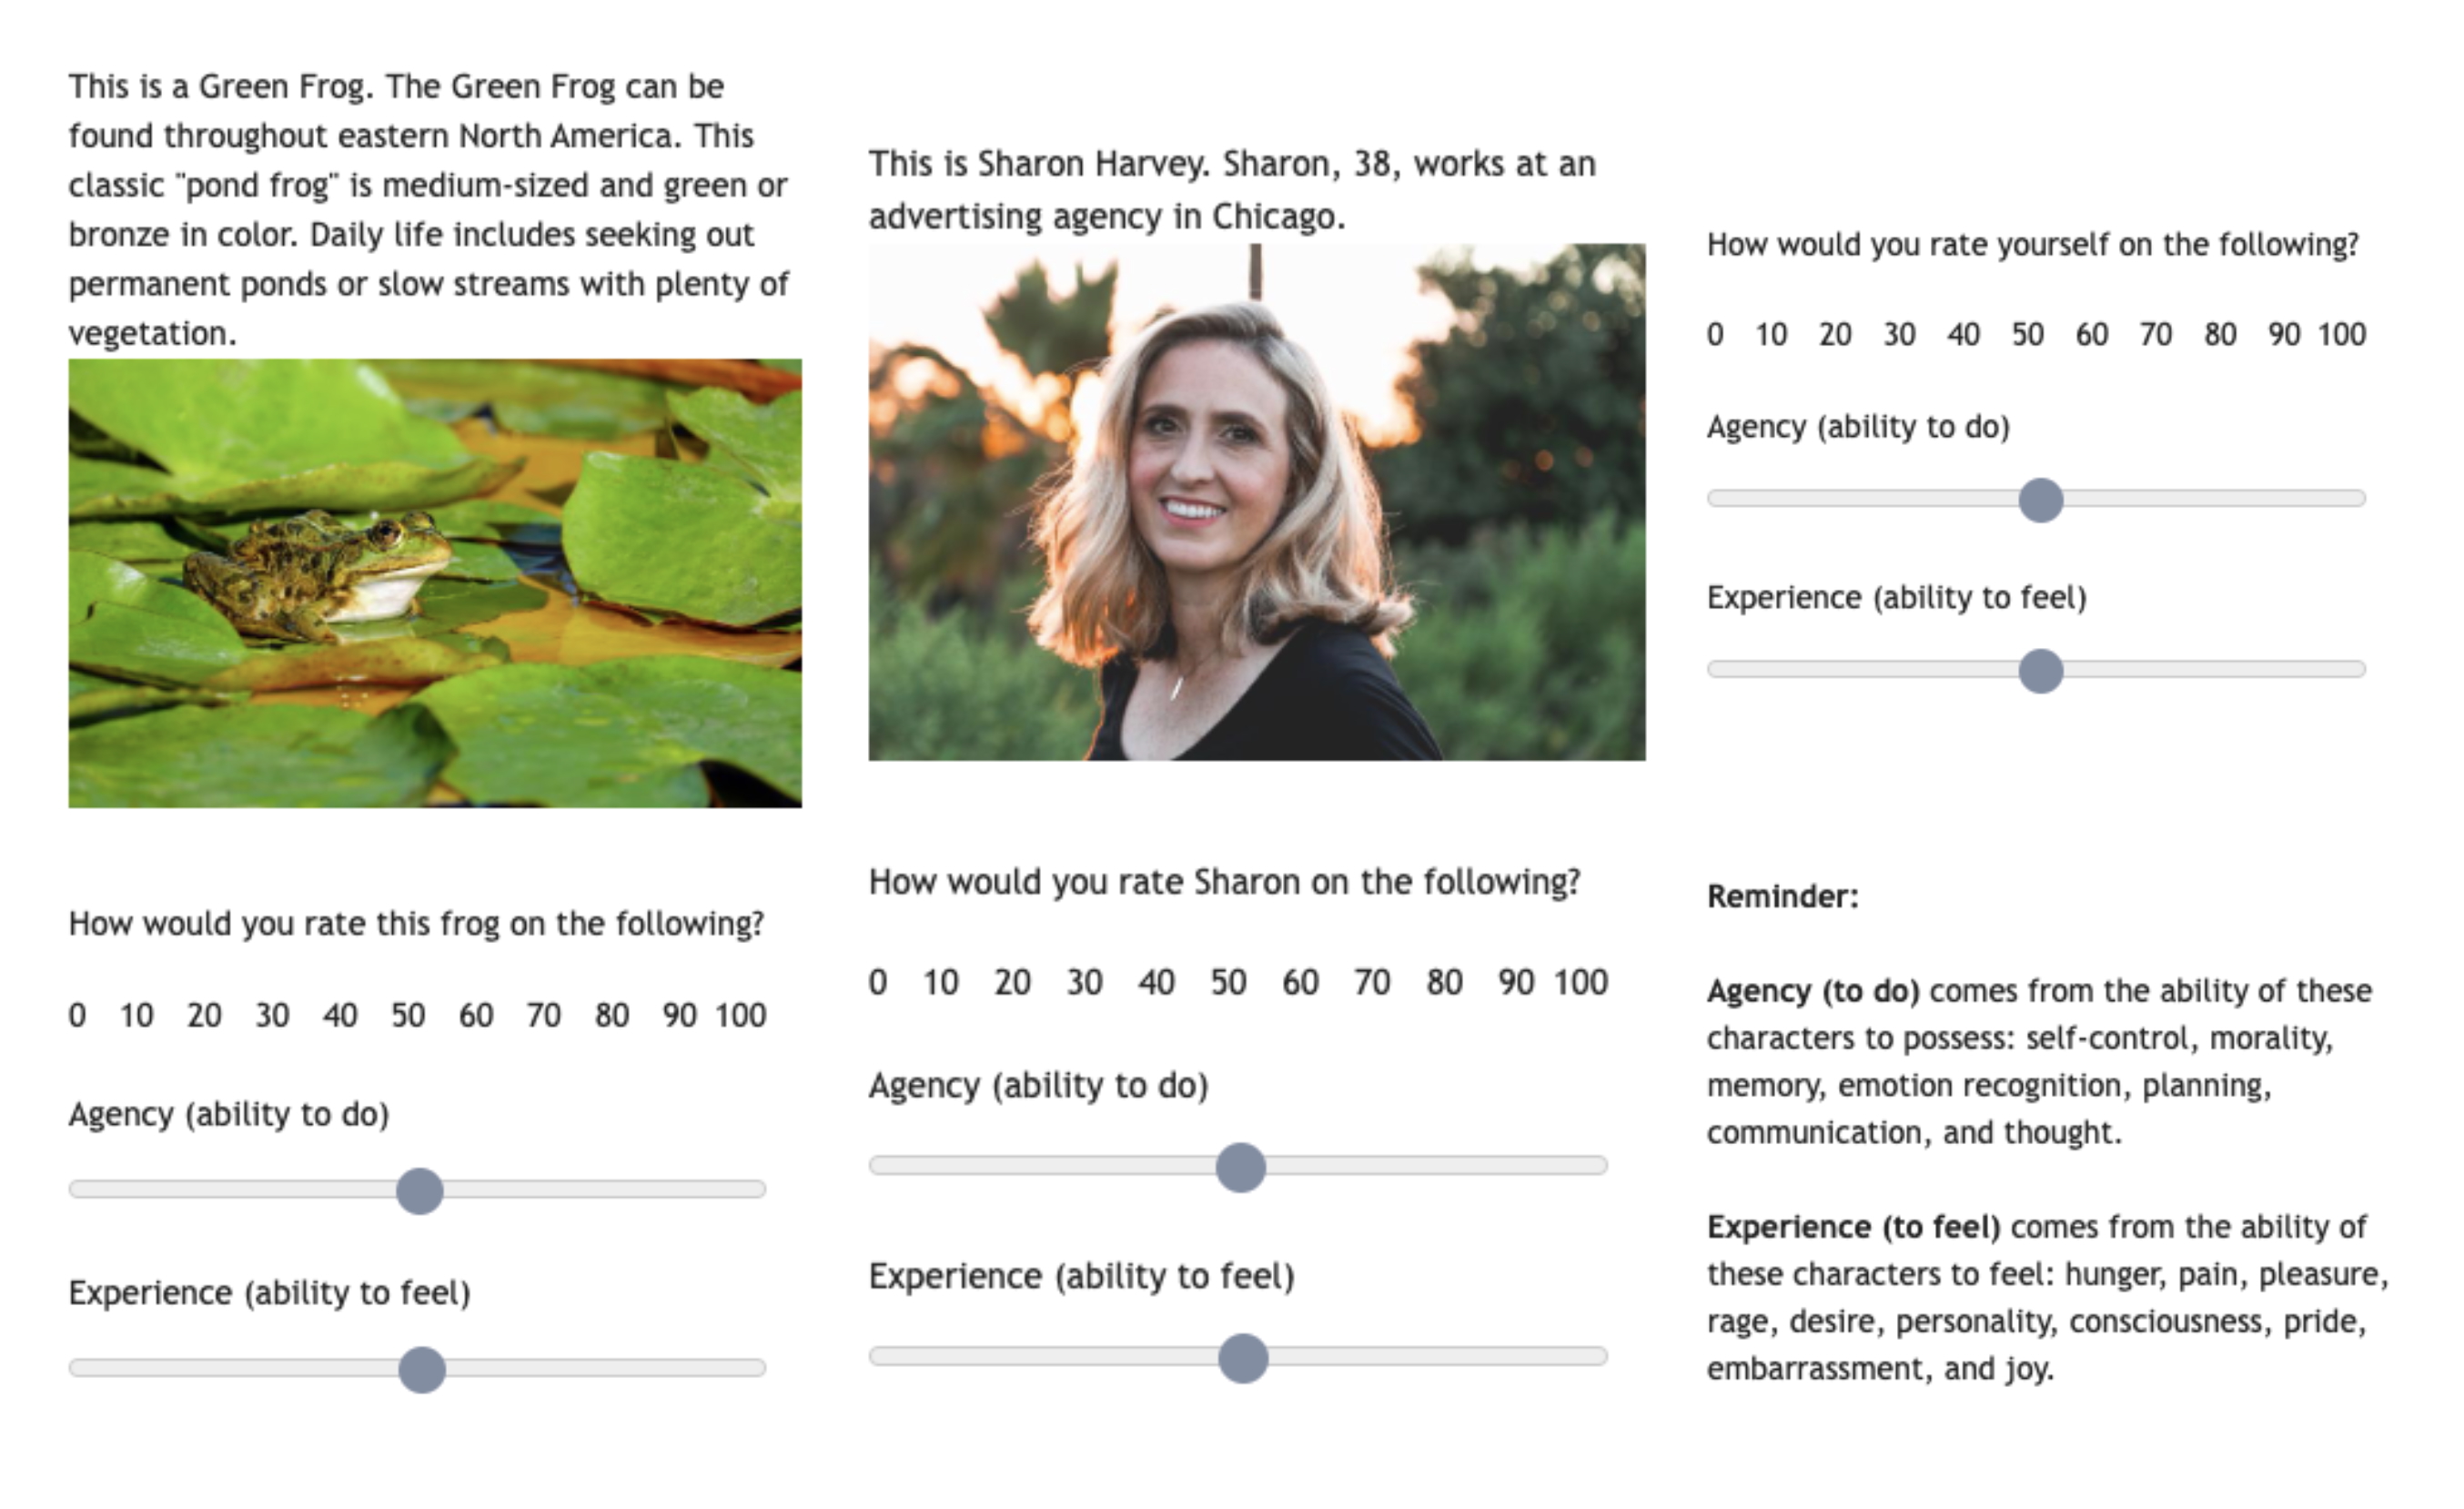 This is a Green Frog. The Green Frog can be
found throughout eastern North America. This
classic "pond frog" is medium-sized and green or
bronze in color. Daily life includes seeking out
permanent ponds or slow streams with plenty of
vegetation.
How would you rate this frog on the following?
0 10 20 30 40 50 60 70 80 90 100
Agency (ability to do)
Experience (ability to feel)
This is Sharon Harvey. Sharon, 38, works at an
advertising agency in Chicago.
How would you rate Sharon on the following?
0 10 20 30 40 50 60 70 80 90 100
Agency (ability to do)
Experience (ability to feel)
How would you rate yourself on the following?
0 10 20 30 40 50 60 70 80 90 100
Agency (ability to do)
Experience (ability to feel)
Reminder:
Agency (to do) comes from the ability of these
characters to possess: self-control, morality,
memory, emotion recognition, planning,
communication, and thought.
Experience (to feel) comes from the ability of
these characters to feel: hunger, pain, pleasure,
rage, desire, personality, consciousness, pride,
embarrassment, and joy.